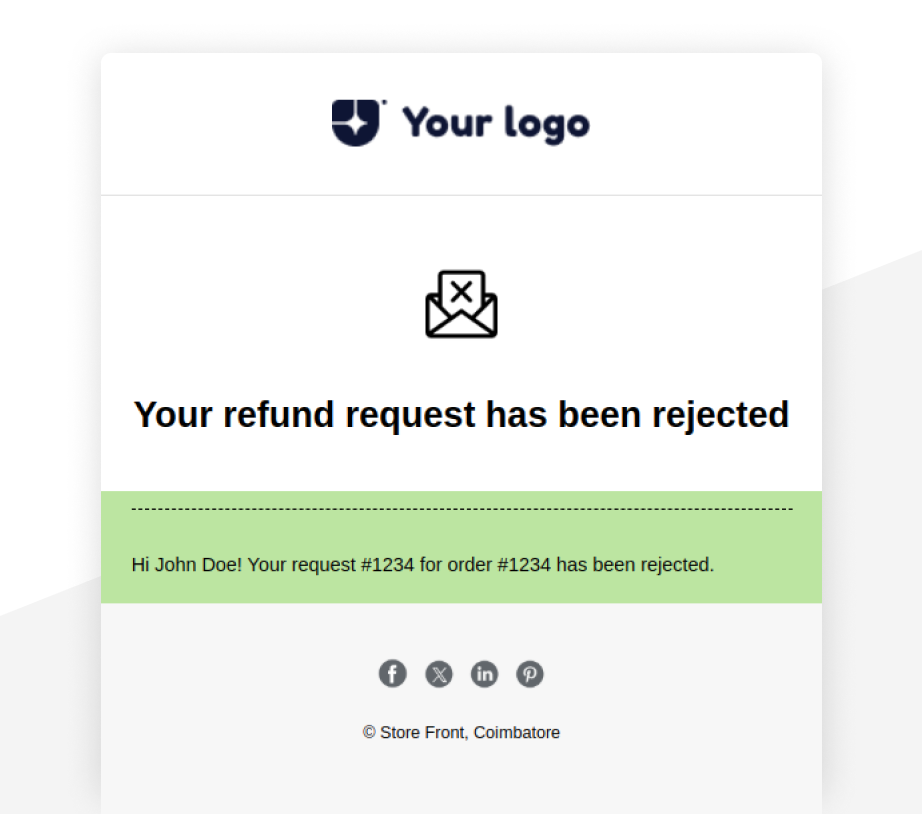 Your logo
Your refund request has been rejected
Hi John Doe! Your request #1234 for order #1234 has been rejected.
© Store Front, Coimbatore